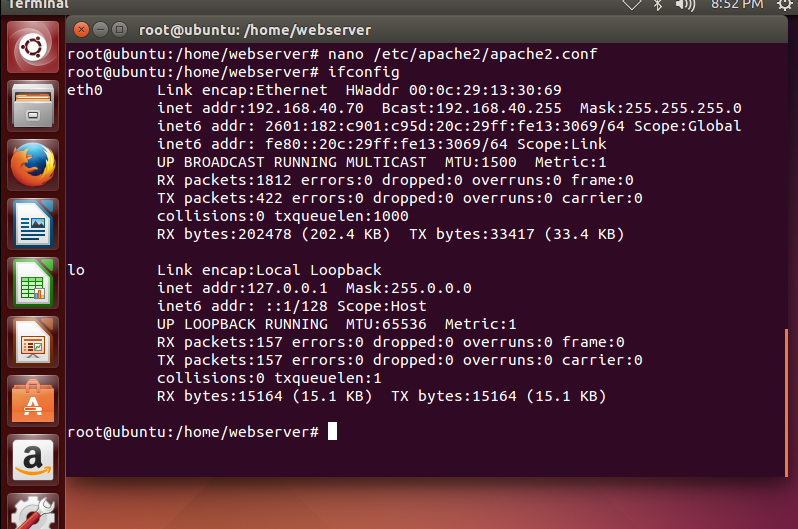 Terminal
8:52 PM
root@ubuntu: /home/webserver
root@ubuntu:/home/webserver# nano /etc/apache2/apache2.conf
root@ubuntu:/home/webserver# ifconfig
eth0      Link encap:Ethernet  HWaddr 00:0c:29:13:30:69
          inet addr:192.168.40.70  Bcast:192.168.40.255  Mask:255.255.255.0
          inet6 addr: 2601:182:c901:c95d:20c:29ff:fe13:3069/64 Scope:Global
          inet6 addr: fe80::20c:29ff:fe13:3069/64 Scope:Link
          UP BROADCAST RUNNING MULTICAST  MTU:1500  Metric:1
          RX packets:1812 errors:0 dropped:0 overruns:0 frame:0
          TX packets:422 errors:0 dropped:0 overruns:0 carrier:0
          collisions:0 txqueuelen:1000
          RX bytes:202478 (202.4 KB)  TX bytes:33417 (33.4 KB)
lo        Link encap:Local Loopback
          inet addr:127.0.0.1  Mask:255.0.0.0
          inet6 addr: ::1/128 Scope:Host
          UP LOOPBACK RUNNING  MTU:65536  Metric:1
          RX packets:157 errors:0 dropped:0 overruns:0 frame:0
          TX packets:157 errors:0 dropped:0 overruns:0 carrier:0
          collisions:0 txqueuelen:1
          RX bytes:15164 (15.1 KB)  TX bytes:15164 (15.1 KB)
root@ubuntu:/home/webserver#